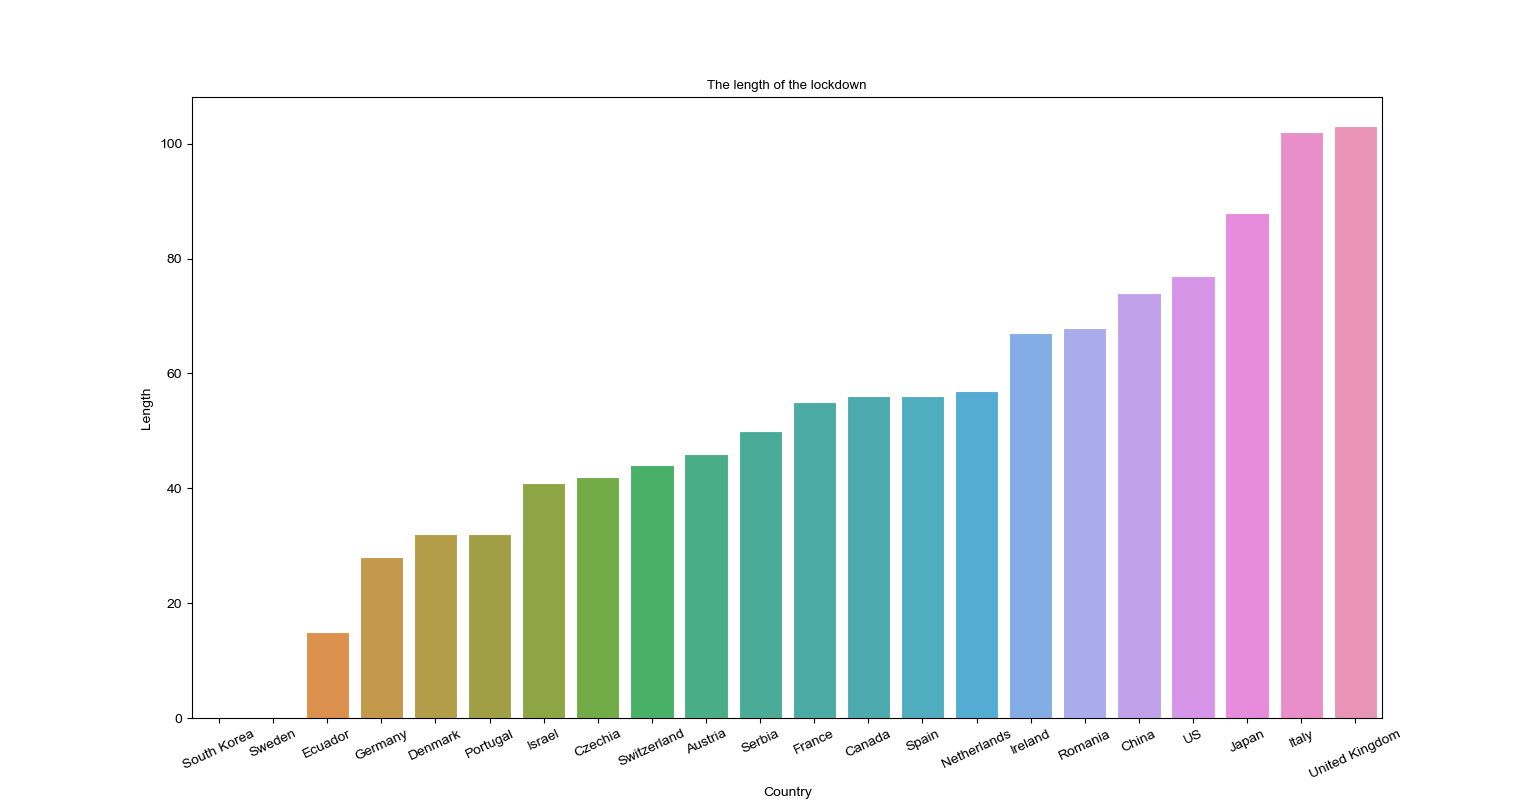 The length of the lockdown
100
80
60
40
20
0
Length
South Korea
Sweden
Ecuador
Germany
Denmark
Portugal
Israel
Czechia
Switzerland
Austria
Serbia
France
Canada
Spain
Netherlands
Ireland
Romania
China
US
Japan
Italy
United Kingdom
Country